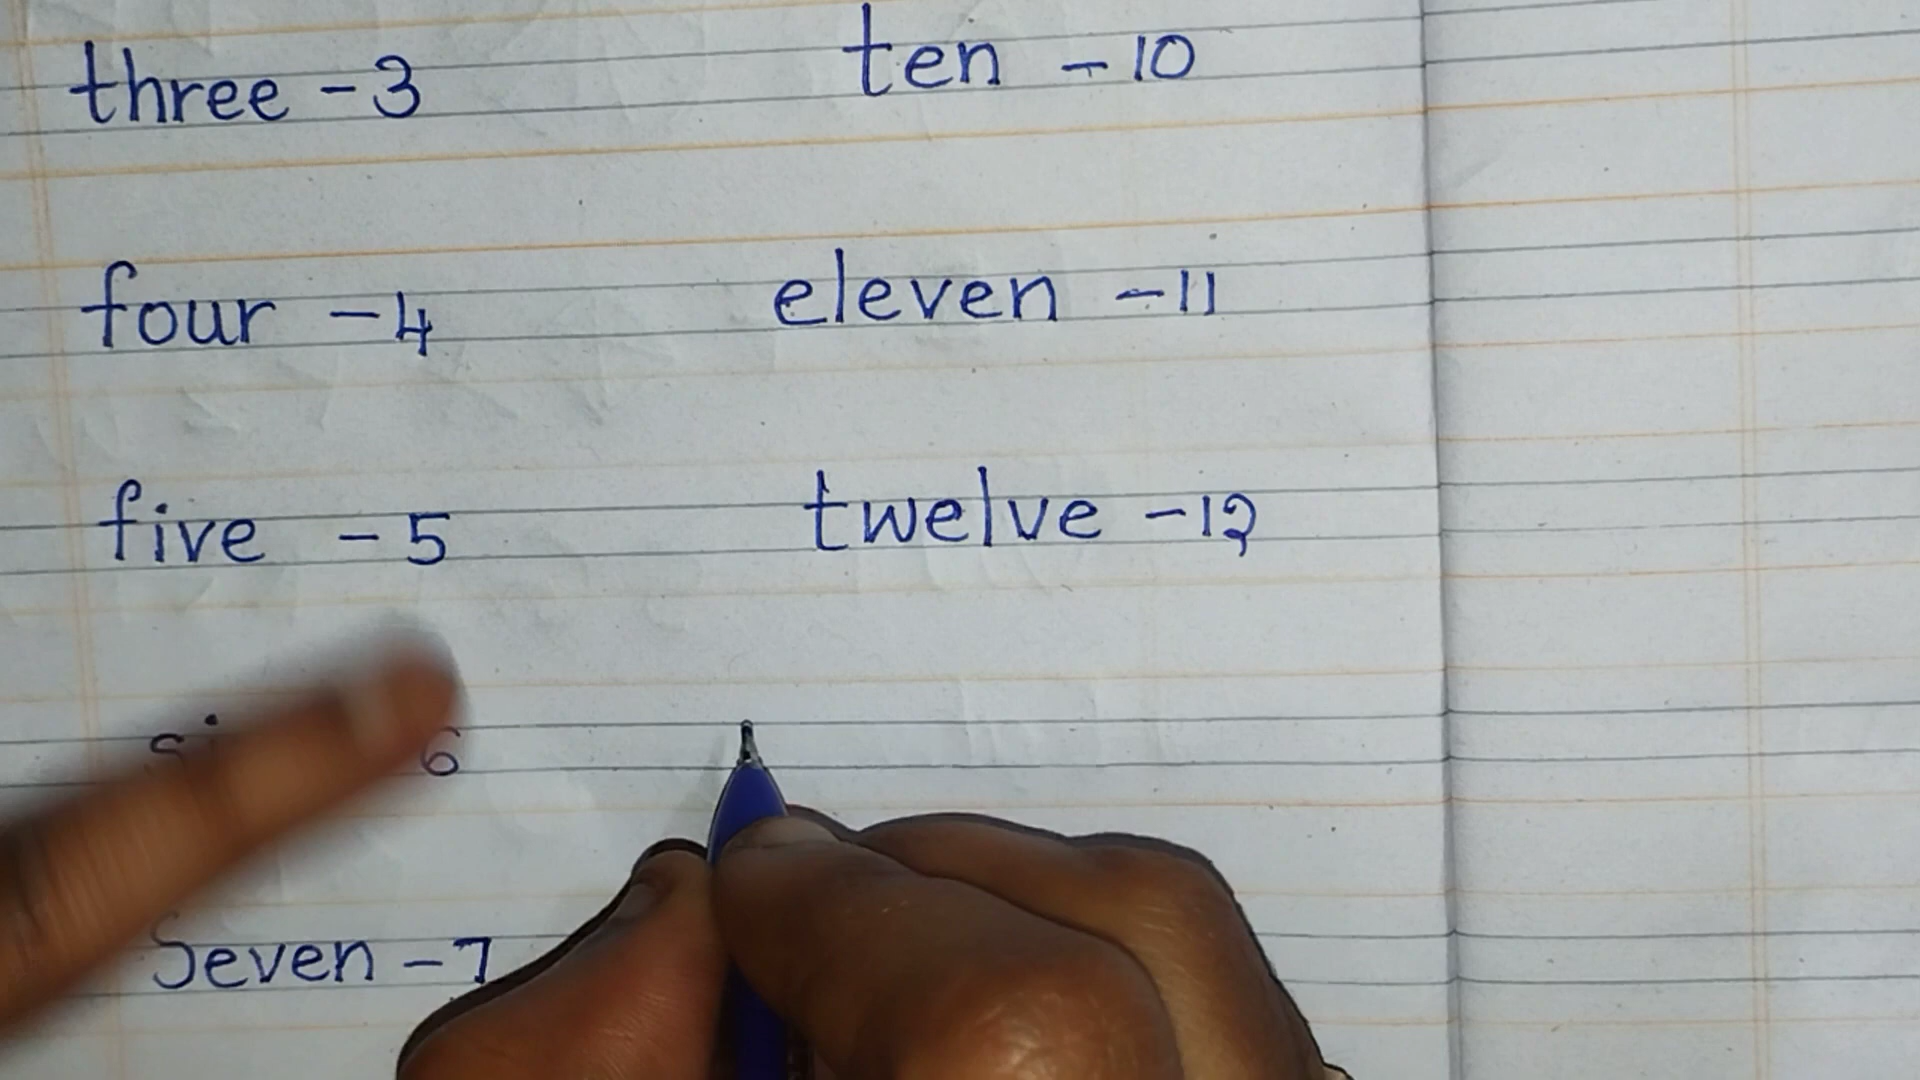 three - 3
four - 4
five - 5
6
Seven - 7
ten - 10
eleven - 11
twelve - 12